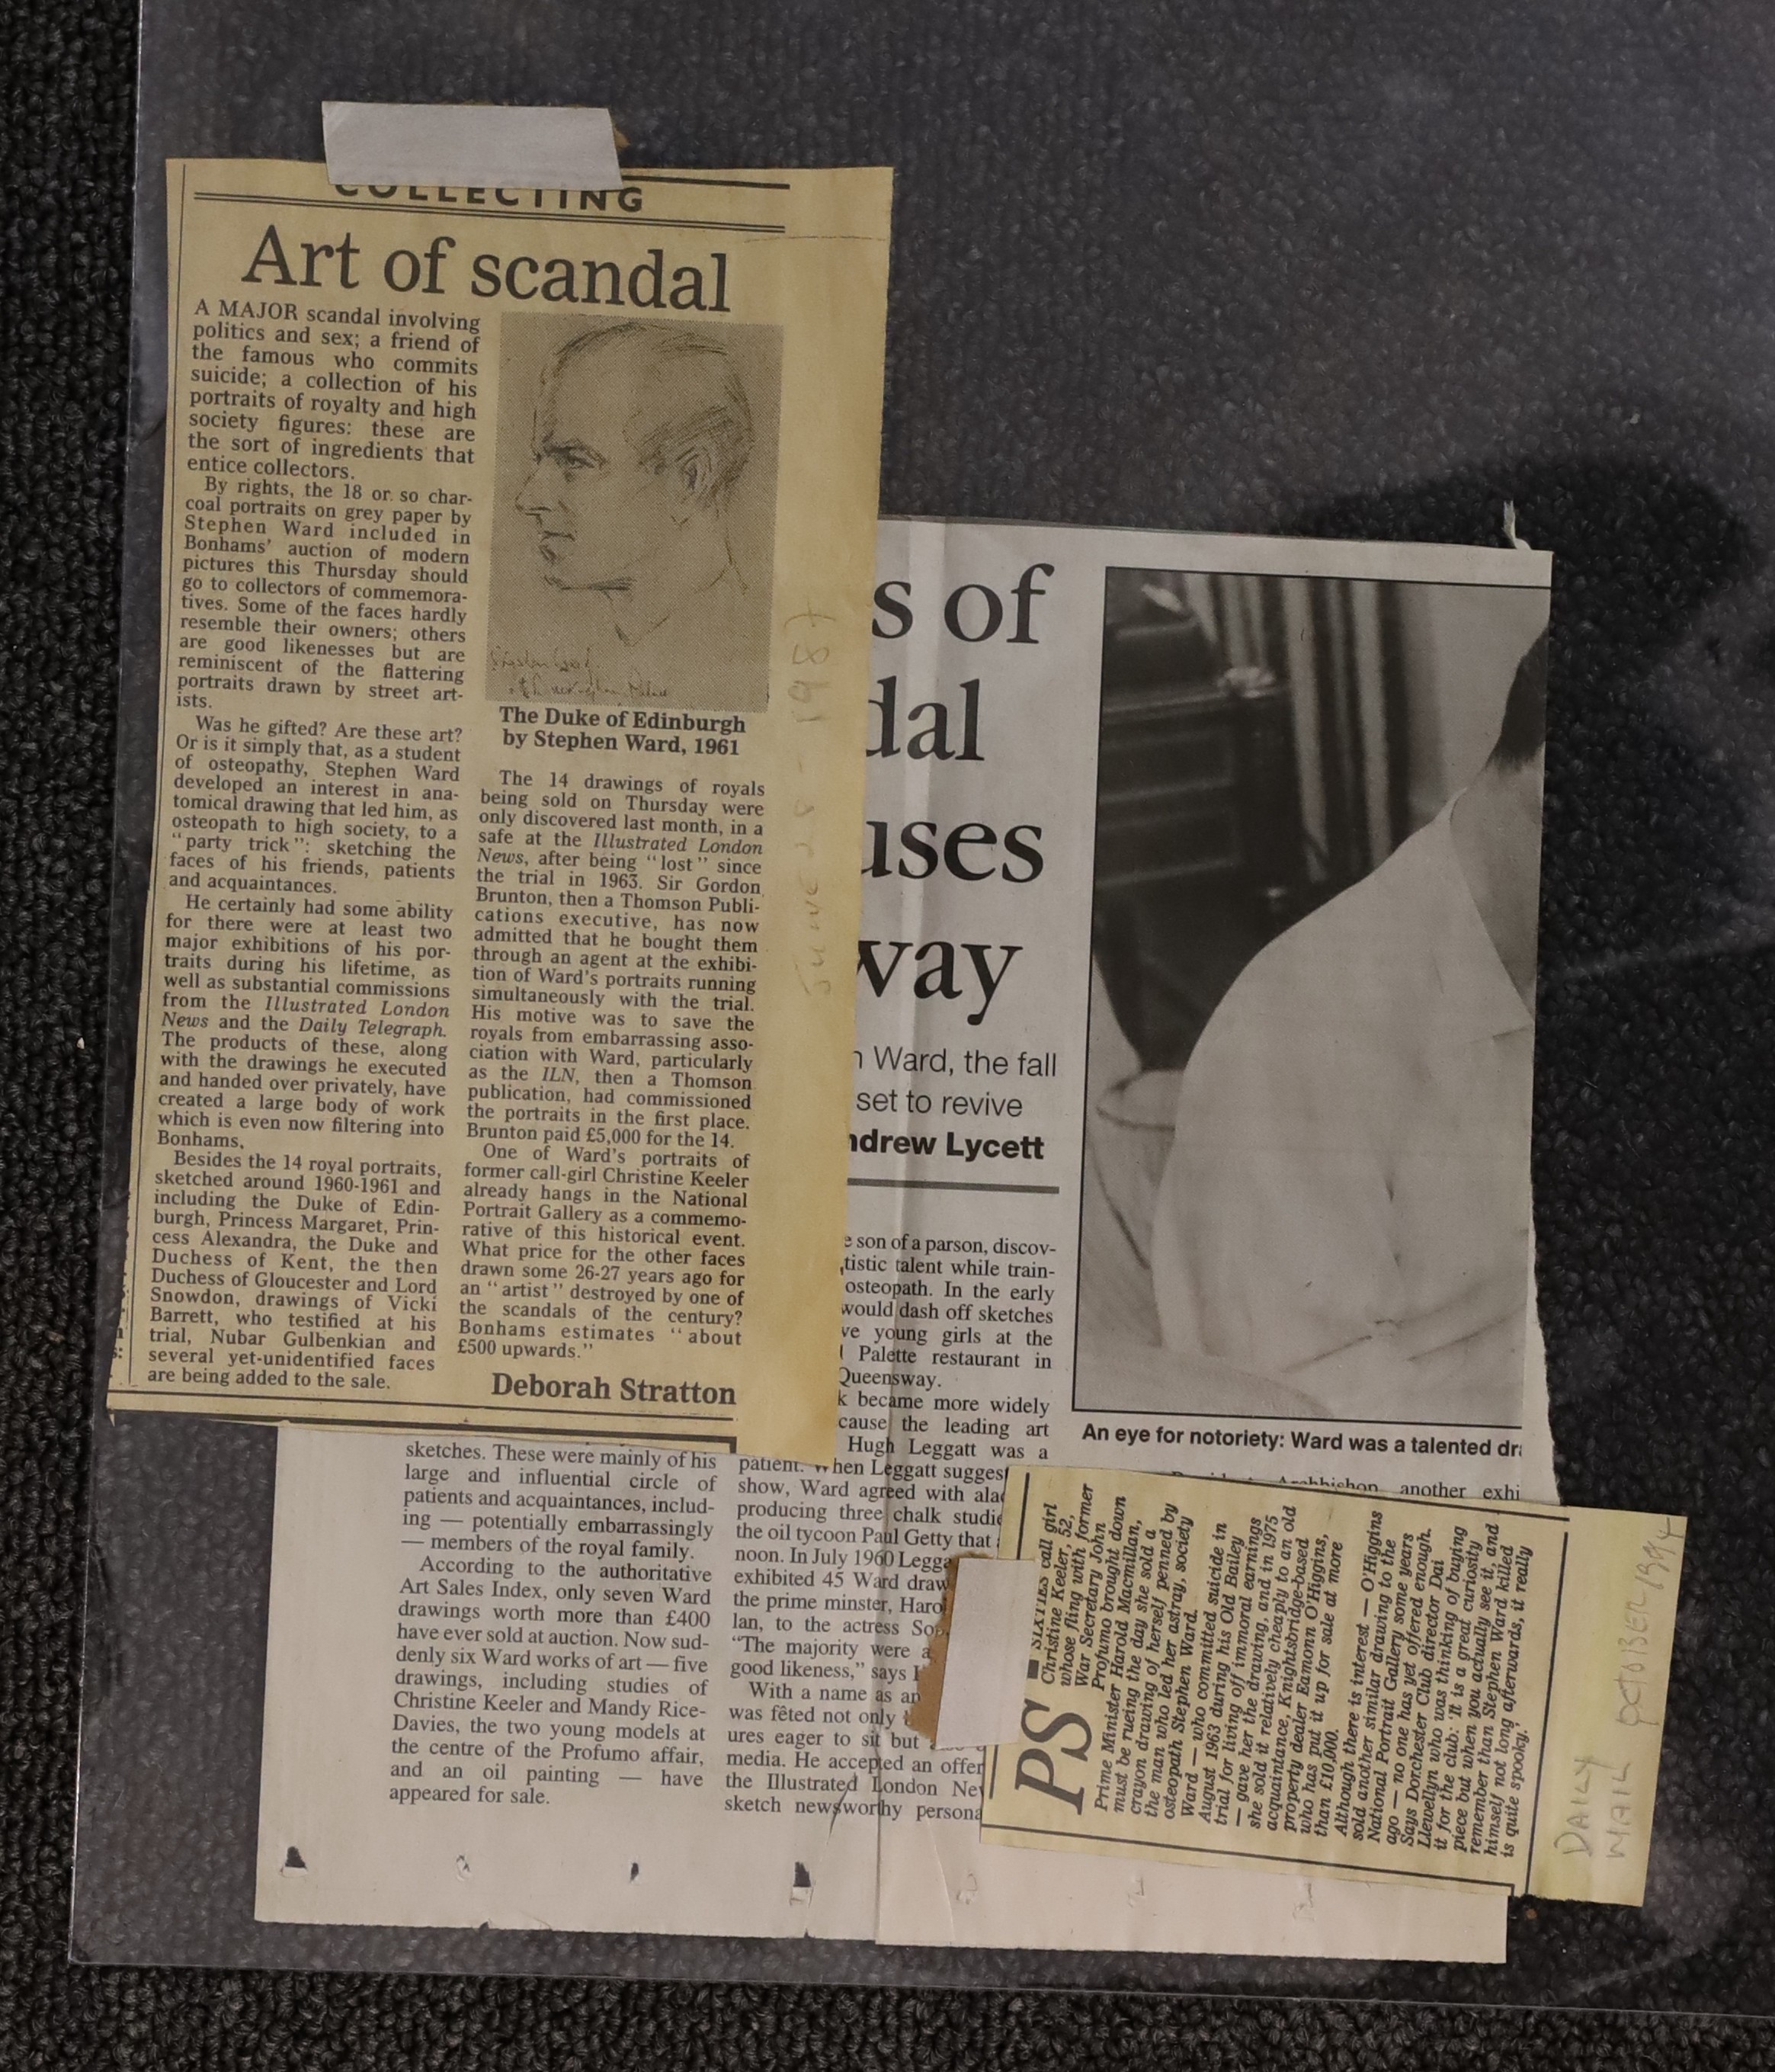 COLLECTING
Art of scandal
A MAJOR scandal involving
politics and sex; a friend of
the famous who commits
suicide; a collection of his
portraits of royalty and high
society figures: these are
the sort of ingredients that
entice collectors.
By rights, the 18 or so char-
coal portraits on grey paper by
Stephen Ward included in
Bonhams' auction of modern
pictures this Thursday should
go to collectors of commemora-
tives. Some of the faces hardly
resemble their owners; others
are good likenesses but are
reminiscent of the flattering
portraits drawn by street art-
ists.
Was he gifted? Are these art?
Or is it simply that, as a student
of osteopathy, Stephen Ward
developed an interest in ana-
tomical drawing that led him, as
osteopath to high society, to a
"party trick": sketching the
faces of his friends, patients
and acquaintances.
He certainly had some ability
for there were at least two
major exhibitions of his por-
traits during his lifetime, as
well as substantial commissions
from the Illustrated London
News and the Daily Telegraph.
The products of these, along
with the drawings he executed
and handed over privately, have
created a large body of work
which is even now filtering into
Bonhams.
Besides the 14 royal portraits,
sketched around 1960-1961 and
including the Duke of Edin-
burgh, Princess Margaret, Prin-
cess Alexandra, the Duke and
Duchess of Kent, the then
Duchess of Gloucester and Lord
Snowdon, drawings of Vicki
Barrett, who testified at his
trial, Nubar Gulbenkian and
several yet-unidentified faces
are being added to the sale.
The Duke of Edinburgh
by Stephen Ward, 1961
The 14 drawings of royals
being sold on Thursday were
only discovered last month, in a
safe at the Illustrated London
News, after being "lost" since
the trial in 1963. Sir Gordon
Brunton, then a Thomson Publi-
cations executive, has now
admitted that he bought them
through an agent at the exhibi-
tion of Ward's portraits running
simultaneously with the trial.
His motive was to save the
royals from embarrassing asso-
ciation with Ward, particularly
as the ILN, then a Thomson
publication, had commissioned
the portraits in the first place.
Brunton paid £5,000 for the 14.
One of Ward's portraits of
former call-girl Christine Keeler
already hangs in the National
Portrait Gallery as a commemo-
rative of this historical event.
What price for the other faces
drawn some 26-27 years ago for
an "artist" destroyed by one of
the scandals of the century?
Bonhams estimates "about
£500 upwards."
Deborah Stratton
June 1987
s of
dal
uses
way
n Ward, the fall
set to revive
ndrew Lycett
sketches. These were mainly of his
large and influential circle of
patients and acquaintances, includ-
ing — potentially embarrassingly
— members of the royal family.
According to the authoritative
Art Sales Index, only seven Ward
drawings worth more than £400
have ever sold at auction. Now sud-
denly six Ward works of art — five
drawings, including studies of
Christine Keeler and Mandy Rice-
Davies, the two young models at
the centre of the Profumo affair,
and an oil painting — have
appeared for sale.
e son of a parson, discov-
tistic talent while train-
osteopath. In the early
would dash off sketches
ve young girls at the
l Palette restaurant in
Queensway.
k became more widely
cause the leading art
Hugh Leggatt was a
patient. When Leggatt sugges
show, Ward agreed with alac
producing three chalk studie
the oil tycoon Paul Getty that
noon. In July 1960 Legga
exhibited 45 Ward draw
the prime minster, Haro
lan, to the actress Sop
"The majority were a
good likeness," says
With a name as an
was fêted not only
ures eager to sit but
media. He accepted an offer
the Illustrated London Ne
sketch newsworthy persona
An eye for notoriety: Ward was a talented dr
Archbishop another exhi
PS SIXTIES call girl
Christine Keeler, 52,
whose fling with former
War Secretary John
Profumo brought down
Prime Minister Harold Macmillan,
must be rueing the day she sold a
crayon drawing of herself penned by
the man who led her astray, society
osteopath Stephen Ward.
Ward — who committed suicide in
August 1963 during his Old Bailey
trial for living off immoral earnings
— gave her the drawing, and in 1975
she sold it relatively cheaply to an old
acquaintance, Knightsbridge-based
property dealer Eamonn O'Higgins,
who has put it up for sale at more
than £10,000.
Although there is interest — O'Higgins
sold another similar drawing to the
National Portrait Gallery some years
ago — no one has yet offered enough.
Says Dorchester Club director Dai
Llewellyn who was thinking of buying
it for the club: 'It is a great curiosity
piece but when you actually see it, and
remember than Stephen Ward killed
himself not long afterwards, it really
is quite spooky.'
DAILY
MAIL OCTOBER 1994